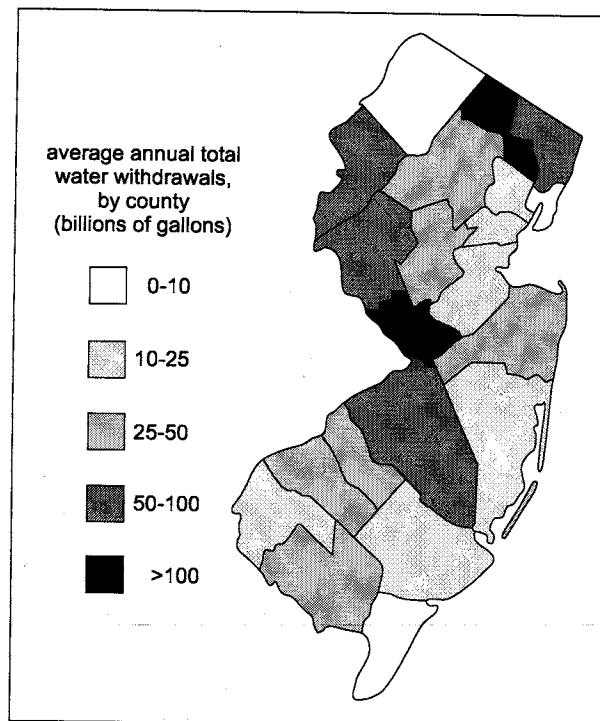 average annual total
water withdrawals,
by county
(billions of gallons)
0-10
10-25
25-50
50-100
>100